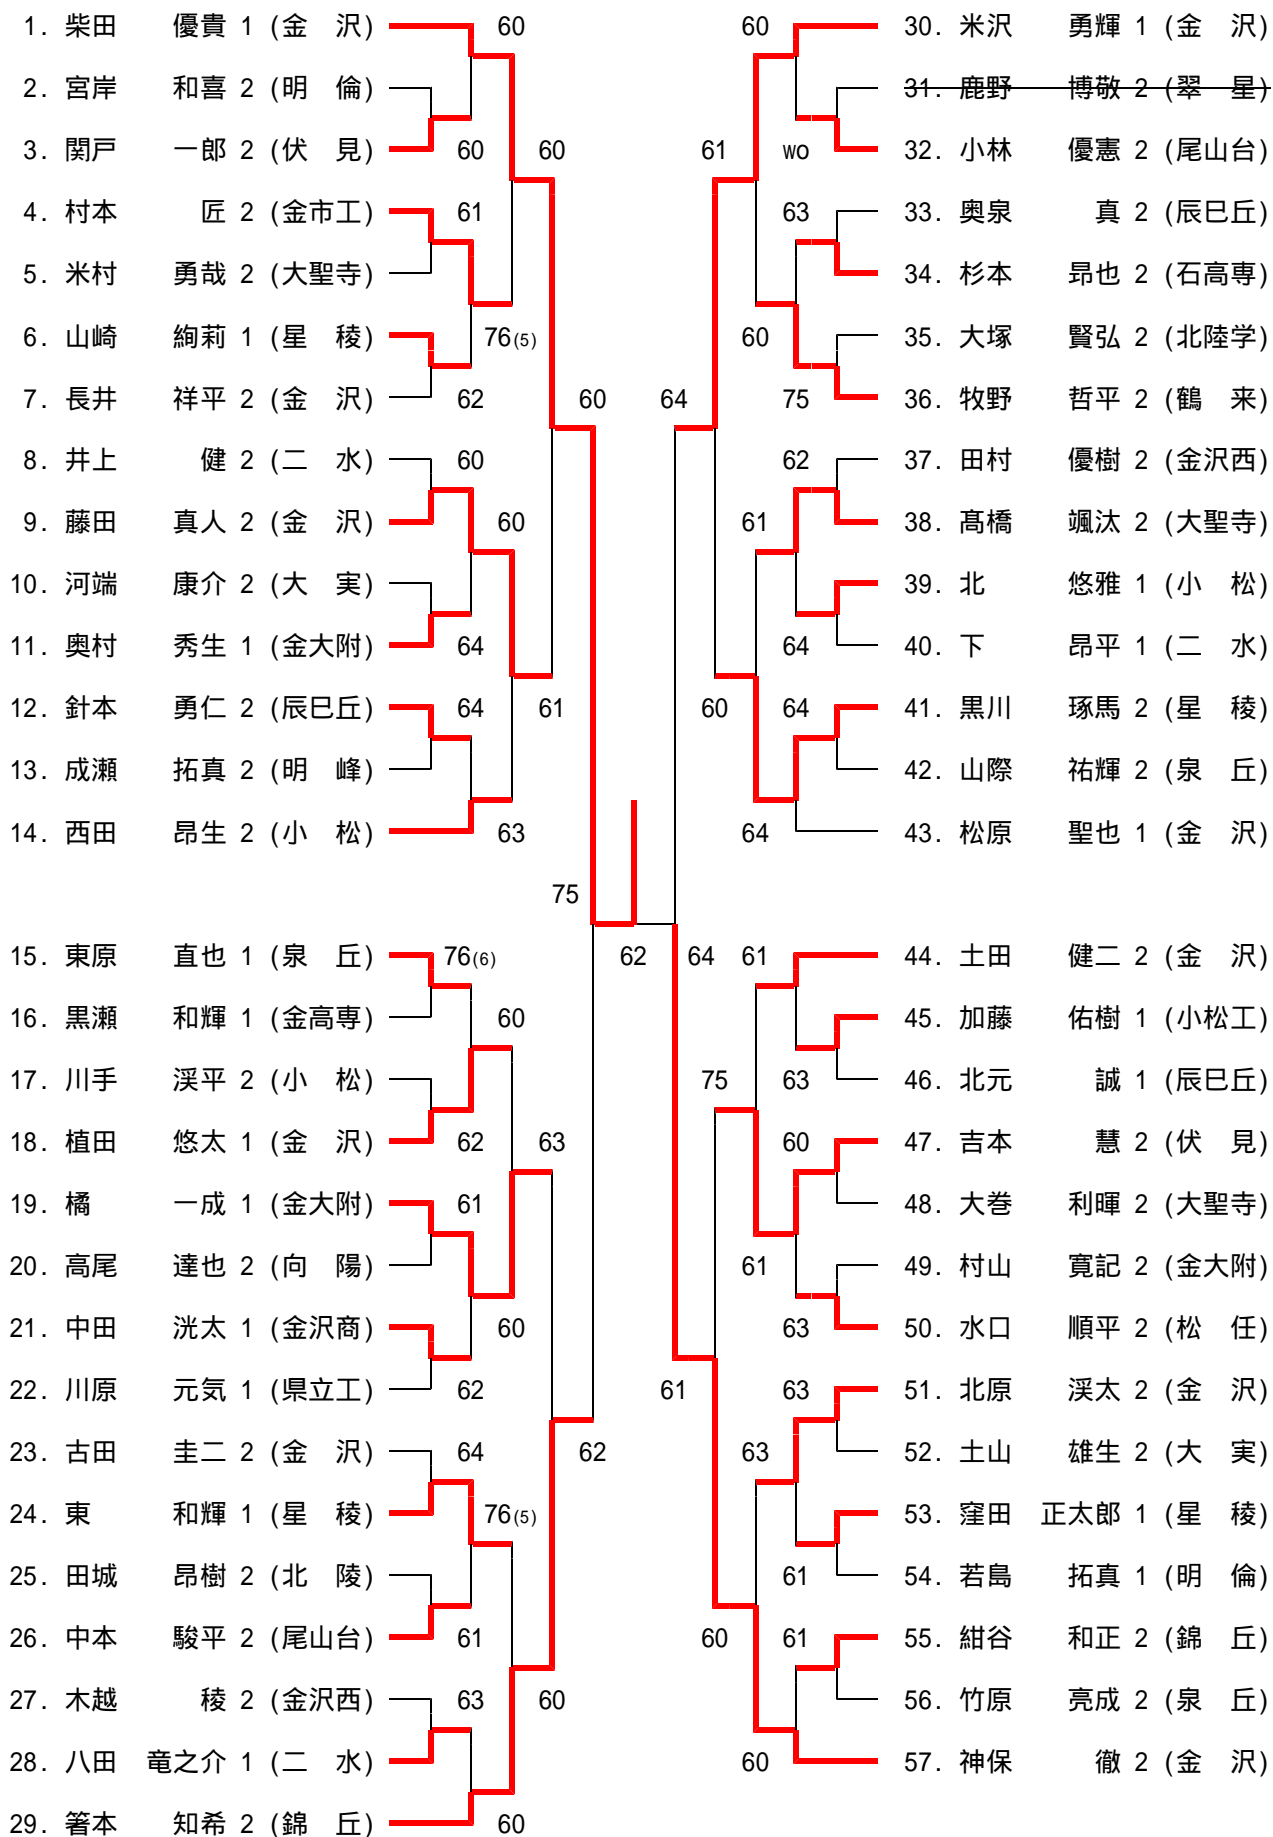 1. 柴田 優貴 1 (金 沢) 60 60 30. 米沢 勇輝 1 (金 沢)
2. 宮岸 和喜 2 (明 倫) 31. 鹿野 博敬 2 (翠 星)
3. 関戸 一郎 2 (伏 見) 60 60 61 wo 32. 小林 優憲 2 (尾山台)
4. 村本 匠 2 (金市工) 61 63 33. 奥泉 真 2 (辰巳丘)
5. 米村 勇哉 2 (大聖寺) 34. 杉本 昂也 2 (石高専)
6. 山崎 絢莉 1 (星 稜) 76(5) 60 35. 大塚 賢弘 2 (北陸学)
7. 長井 祥平 2 (金 沢) 62 60 64 75 36. 牧野 哲平 2 (鶴 来)
8. 井上 健 2 (二 水) 60 62 37. 田村 優樹 2 (金沢西)
9. 藤田 真人 2 (金 沢) 60 61 38. 髙橋 颯汰 2 (大聖寺)
10. 河端 康介 2 (大 実) 39. 北 悠雅 1 (小 松)
11. 奥村 秀生 1 (金大附) 64 64 40. 下 昂平 1 (二 水)
12. 針本 勇仁 2 (辰巳丘) 64 61 60 64 41. 黒川 琢馬 2 (星 稜)
13. 成瀬 拓真 2 (明 峰) 42. 山際 祐輝 2 (泉 丘)
14. 西田 昂生 2 (小 松) 63 64 43. 松原 聖也 1 (金 沢)
75
15. 東原 直也 1 (泉 丘) 76(6) 62 64 61 44. 土田 健二 2 (金 沢)
16. 黒瀬 和輝 1 (金高専) 60 45. 加藤 佑樹 1 (小松工)
17. 川手 渓平 2 (小 松) 75 63 46. 北元 誠 1 (辰巳丘)
18. 植田 悠太 1 (金 沢) 62 63 60 47. 吉本 慧 2 (伏 見)
19. 橘 一成 1 (金大附) 61 48. 大巻 利暉 2 (大聖寺)
20. 高尾 達也 2 (向 陽) 61 49. 村山 寛記 2 (金大附)
21. 中田 洸太 1 (金沢商) 60 63 50. 水口 順平 2 (松 任)
22. 川原 元気 1 (県立工) 62 61 63 51. 北原 渓太 2 (金 沢)
23. 古田 圭二 2 (金 沢) 64 62 63 52. 土山 雄生 2 (大 実)
24. 東 和輝 1 (星 稜) 76(5) 53. 窪田 正太郎 1 (星 稜)
25. 田城 昂樹 2 (北 陵) 61 54. 若島 拓真 1 (明 倫)
26. 中本 駿平 2 (尾山台) 61 60 61 55. 紺谷 和正 2 (錦 丘)
27. 木越 稜 2 (金沢西) 63 60 56. 竹原 亮成 2 (泉 丘)
28. 八田 竜之介 1 (二 水) 60 57. 神保 徹 2 (金 沢)
29. 箸本 知希 2 (錦 丘) 60